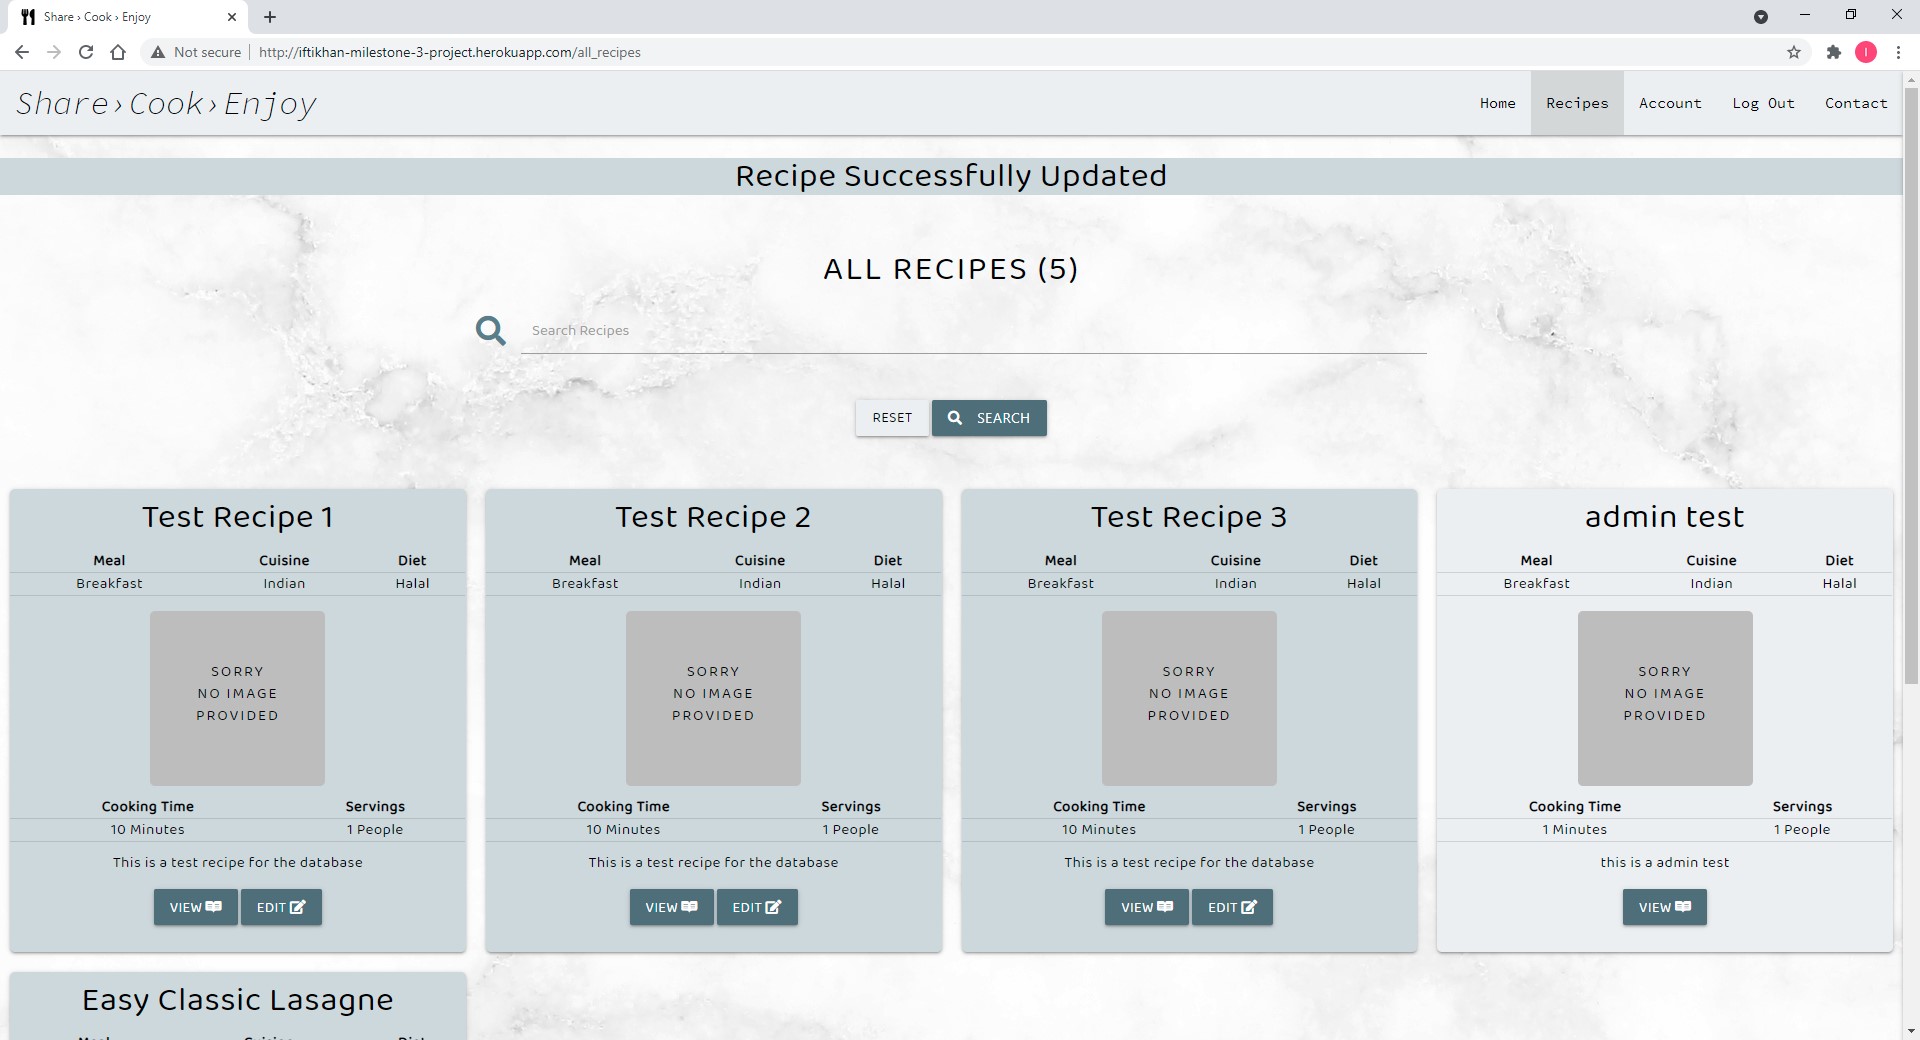 Share › Cook › Enjoy
Not secure
http://iftikhan-milestone-3-project.herokuapp.com/all_recipes
I
Share›Cook›Enjoy
Home Recipes Account Log Out Contact
Recipe Successfully Updated
ALL RECIPES (5)
Search Recipes
RESET SEARCH
Test Recipe 1
Meal Cuisine Diet
Breakfast Indian Halal
SORRY
NO IMAGE
PROVIDED
Cooking Time Servings
10 Minutes 1 People
This is a test recipe for the database
VIEW EDIT
Test Recipe 2
Meal Cuisine Diet
Breakfast Indian Halal
SORRY
NO IMAGE
PROVIDED
Cooking Time Servings
10 Minutes 1 People
This is a test recipe for the database
VIEW EDIT
Test Recipe 3
Meal Cuisine Diet
Breakfast Indian Halal
SORRY
NO IMAGE
PROVIDED
Cooking Time Servings
10 Minutes 1 People
This is a test recipe for the database
VIEW EDIT
admin test
Meal Cuisine Diet
Breakfast Indian Halal
SORRY
NO IMAGE
PROVIDED
Cooking Time Servings
1 Minutes 1 People
this is a admin test
VIEW
Easy Classic Lasagne
Meal Cuisine Diet